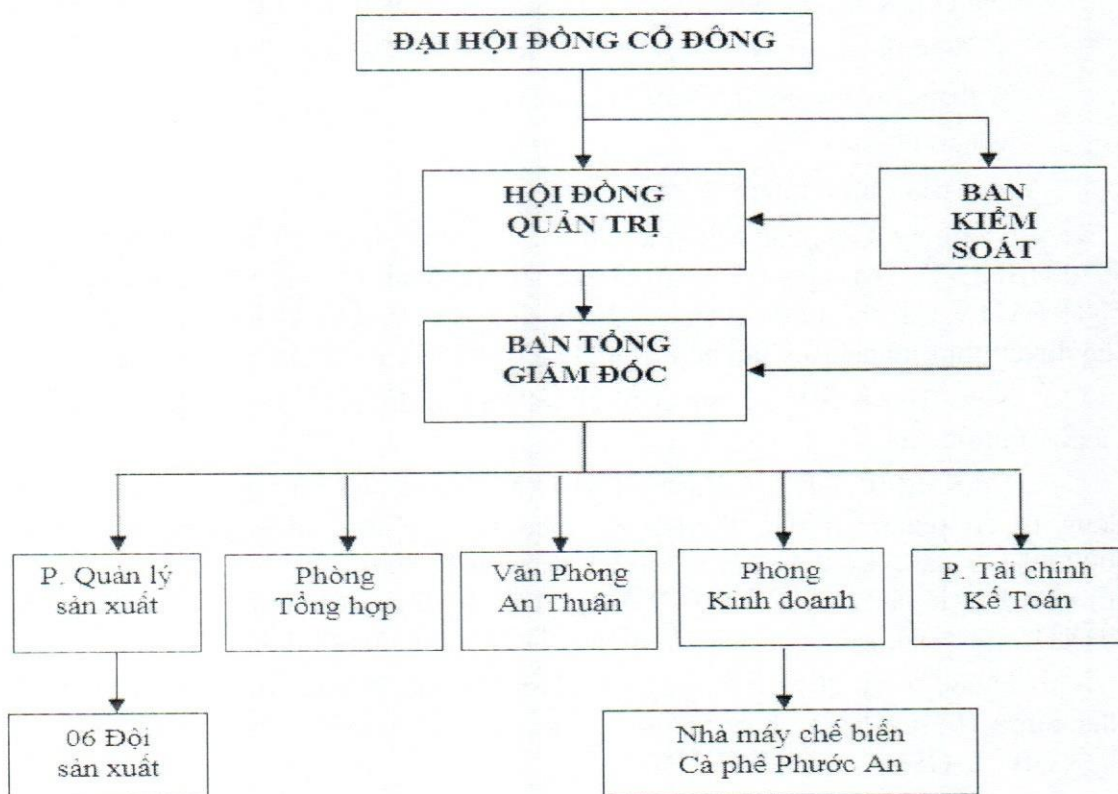 ĐẠI HỘI ĐỒNG CỔ ĐÔNG
HỘI ĐỒNG
QUẢN TRỊ
BAN
KIỂM
SOÁT
BAN TỔNG
GIÁM ĐỐC
P. Quản lý
sản xuất
Phòng
Tổng hợp
Văn Phòng
An Thuận
Phòng
Kinh doanh
P. Tài chính
Kế Toán
06 Đội
sản xuất
Nhà máy chế biến
Cà phê Phước An